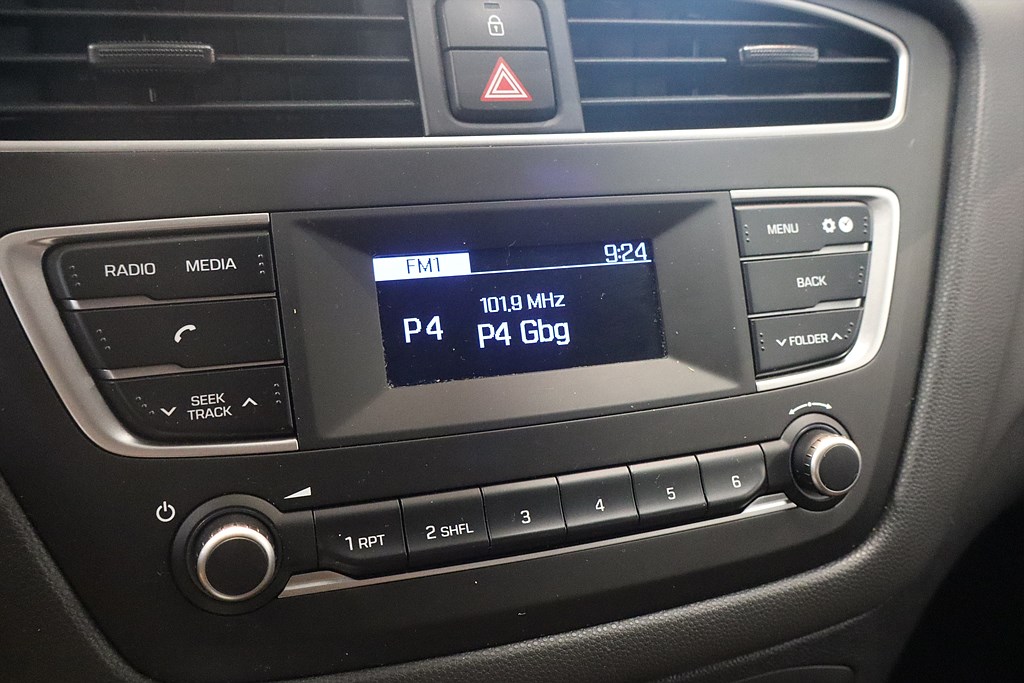 RADIO MEDIA
SEEK
TRACK
FM1 9:24
101.9 MHz
P4 P4 Gbg
MENU
BACK
FOLDER
1 RPT 2 SHFL 3 4 5 6